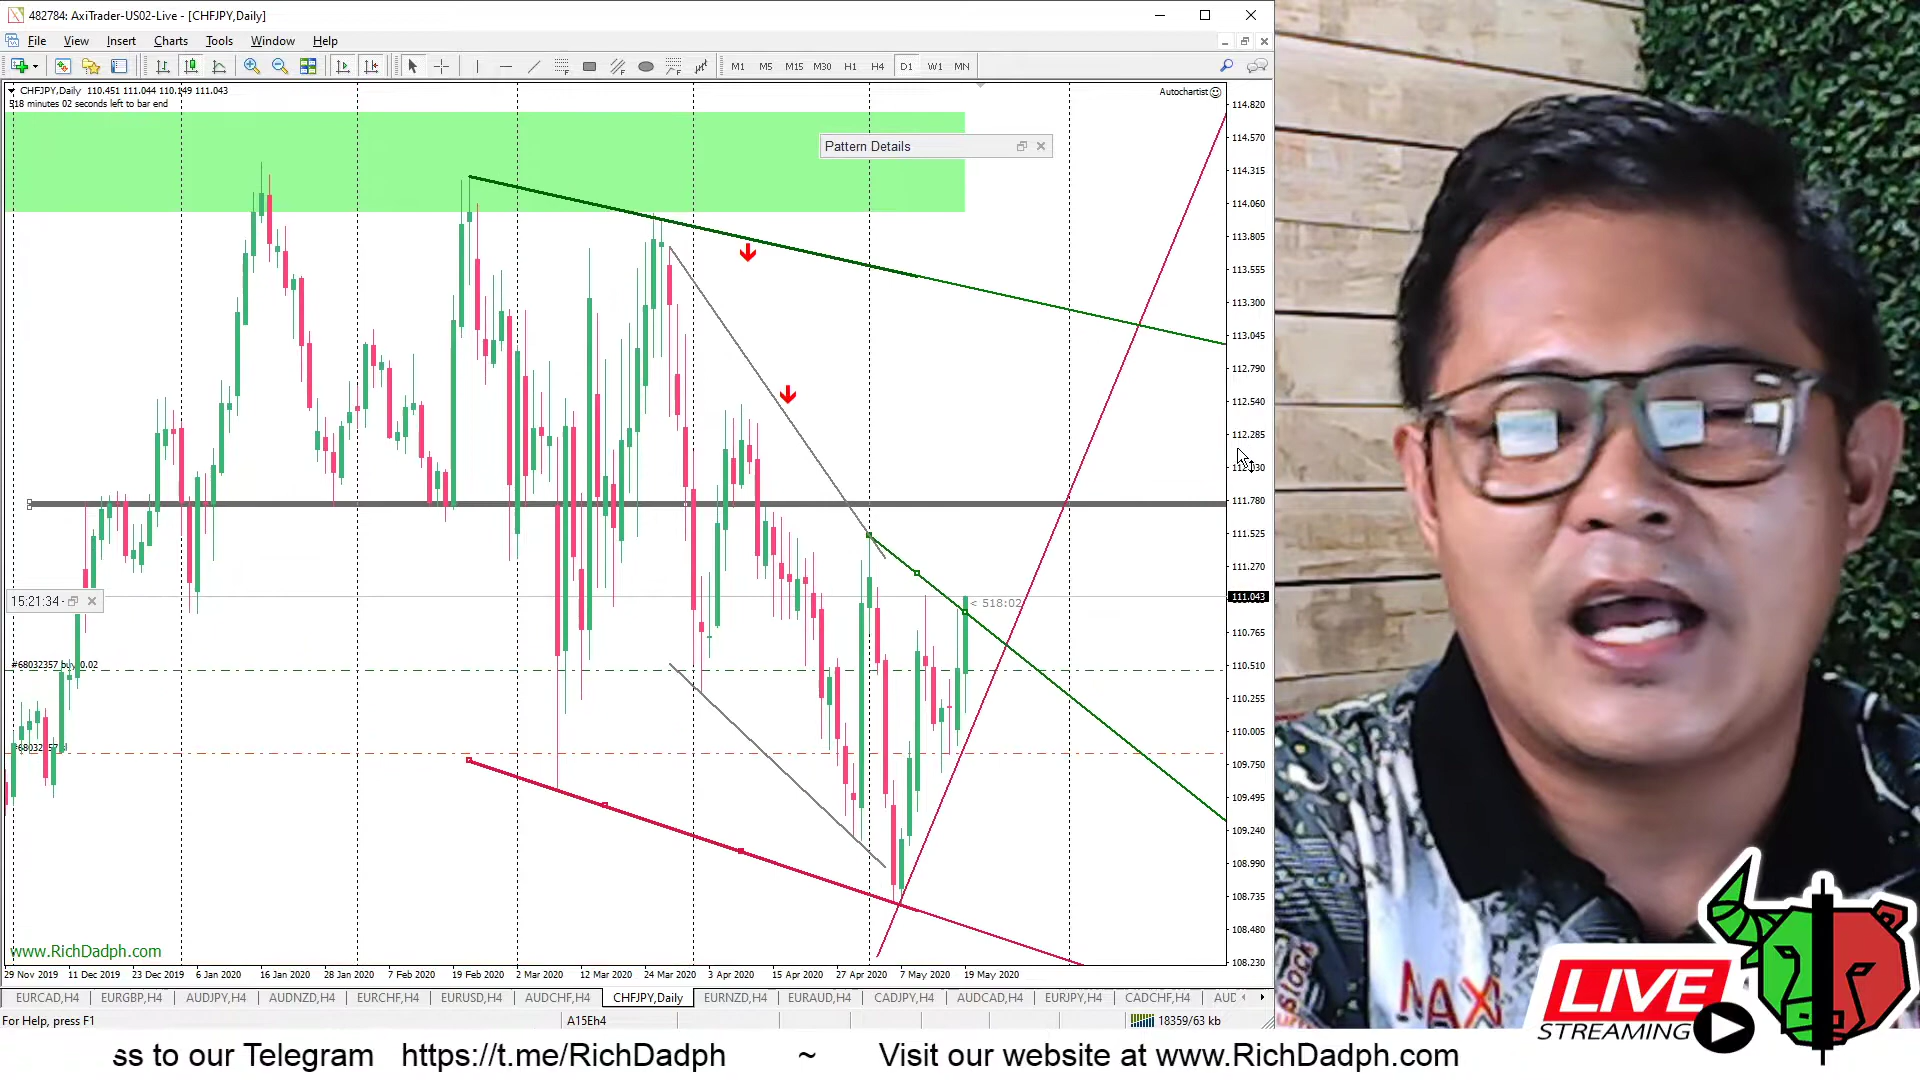 482784: AxiTrader-US02-Live - [CHFJPY,Daily]
File View Insert Charts Tools Window Help
M1 M5 M15 M30 H1 H4 D1 W1 MN
CHFJPY,Daily 110.451 111.044 110.149 111.043
518 minutes 02 seconds left to bar end
Autochartist
Pattern Details
114.820
114.570
114.315
114.060
113.805
113.555
113.300
113.045
112.790
112.540
112.285
111.780
111.525
111.270
111.043
110.765
110.510
110.255
110.005
109.750
109.495
109.240
108.990
108.735
108.480
108.230
< 518:02
15:21:34 -
#68032357 buy 0.02
www.RichDadph.com
29 Nov 2019 11 Dec 2019 23 Dec 2019 6 Jan 2020 16 Jan 2020 28 Jan 2020 7 Feb 2020 19 Feb 2020 2 Mar 2020 12 Mar 2020 24 Mar 2020 3 Apr 2020 15 Apr 2020 27 Apr 2020 7 May 2020 19 May 2020
EURCAD,H4 EURGBP,H4 AUDJPY,H4 AUDNZD,H4 EURCHF,H4 EURUSD,H4 AUDCHF,H4 CHFJPY,Daily EURNZD,H4 EURAUD,H4 CADJPY,H4 AUDCAD,H4 EURJPY,H4 CADCHF,H4 AUD
For Help, press F1 A15Eh4 18359/63 kb
LIVE
STREAMING
ss to our Telegram https://t.me/RichDadph ~ Visit our website at www.RichDadph.com